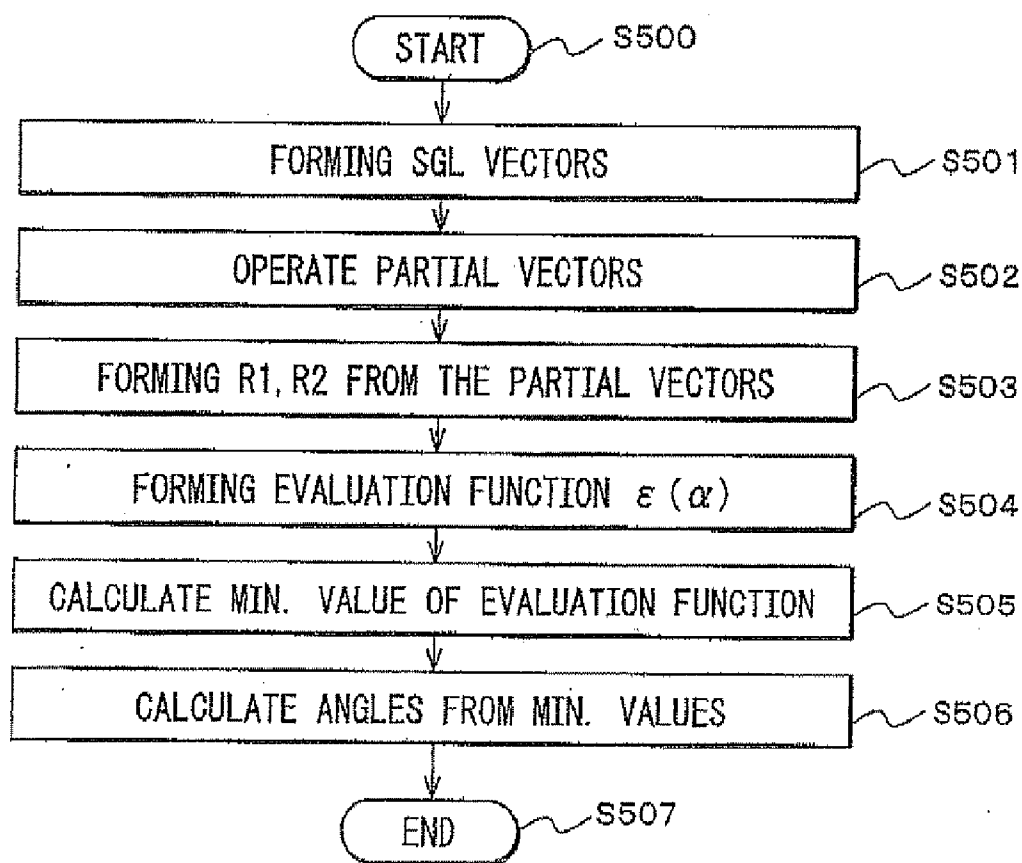 START
S500
FORMING SGL VECTORS
S501
OPERATE PARTIAL VECTORS
S502
FORMING R1, R2 FROM THE PARTIAL VECTORS
S503
FORMING EVALUATION FUNCTION ε (α)
S504
CALCULATE MIN. VALUE OF EVALUATION FUNCTION
S505
CALCULATE ANGLES FROM MIN. VALUES
S506
END
S507